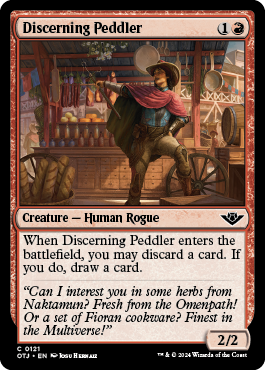 Discerning Peddler 1
Creature — Human Rogue
When Discerning Peddler enters the
battlefield, you may discard a card. If
you do, draw a card.
“Can I interest you in some herbs from
Naktamun? Fresh from the Omenpath!
Or a set of Fioran cookware? Finest in
the Multiverse!”
2/2
C 0121
OTJ • EN Josu Hernaiz
™ & © 2024 Wizards of the Coast